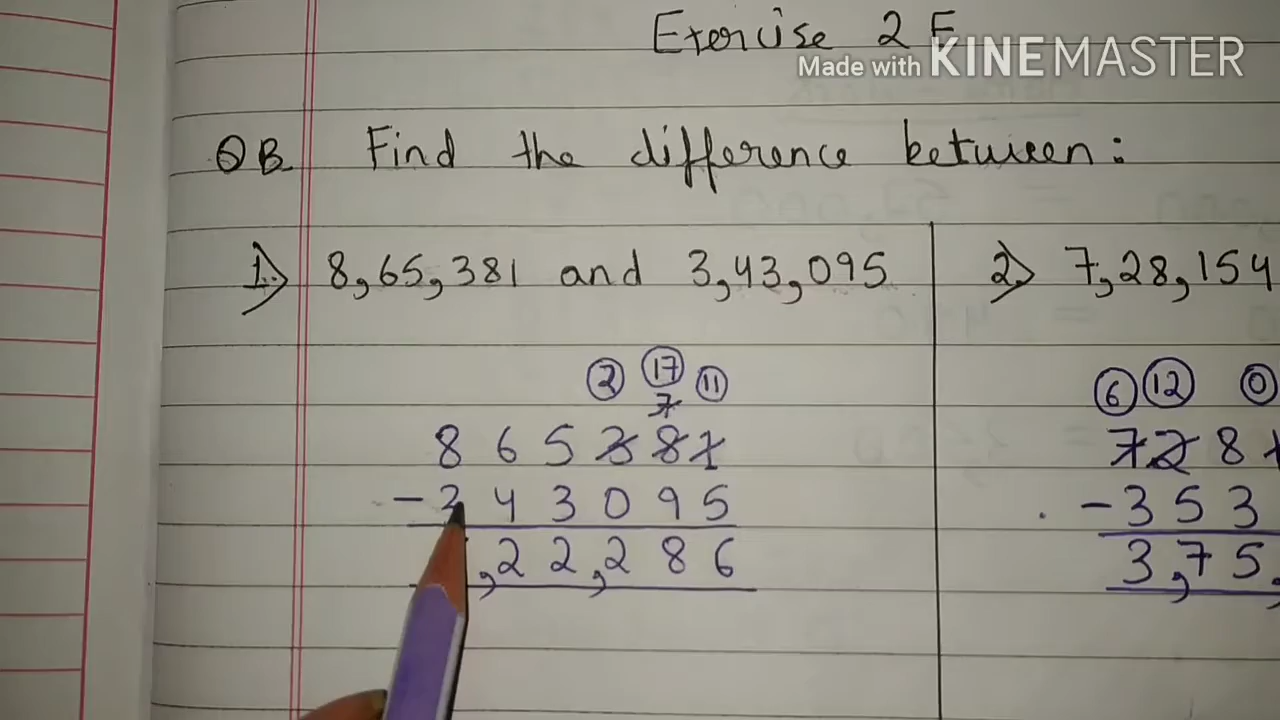 Exercise 2 F
Made with KINEMASTER
Q B. Find the difference between:
1.) 8,65,381 and 3,43,095
2) 7,28,154
2 17 11
7
8 6 5 3 8 1
- 3 4 3 0 9 5
,2 2,2 8 6
6 12 0
7 2 8 1
- 3 5 3
3,7 5,